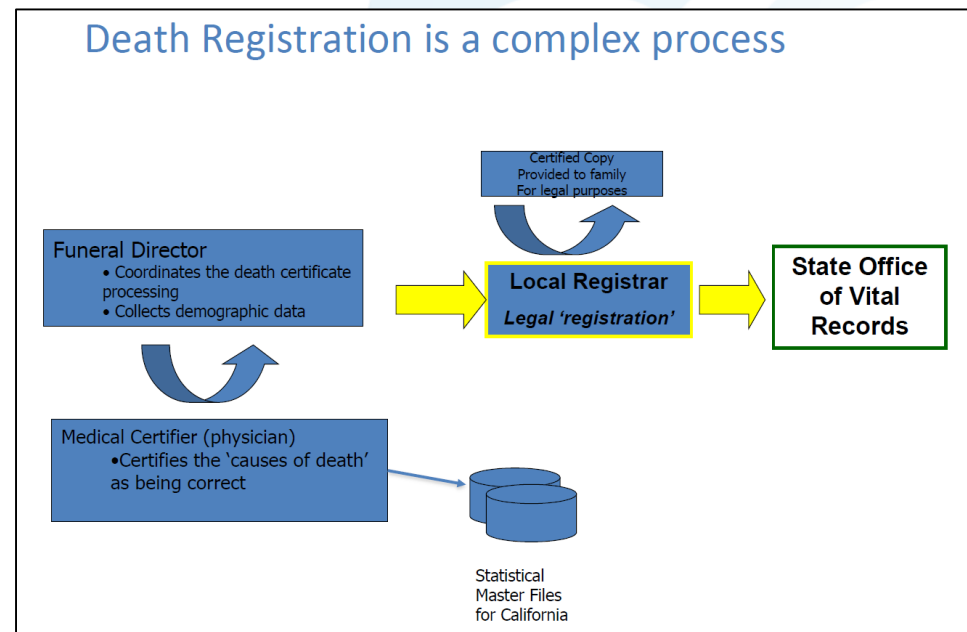 Death Registration is a complex process
Certified Copy
Provided to family
For legal purposes
Funeral Director
• Coordinates the death certificate
processing
• Collects demographic data
Local Registrar
Legal ‘registration’
State Office
of Vital
Records
Medical Certifier (physician)
•Certifies the ‘causes of death’
as being correct
Statistical
Master Files
for California